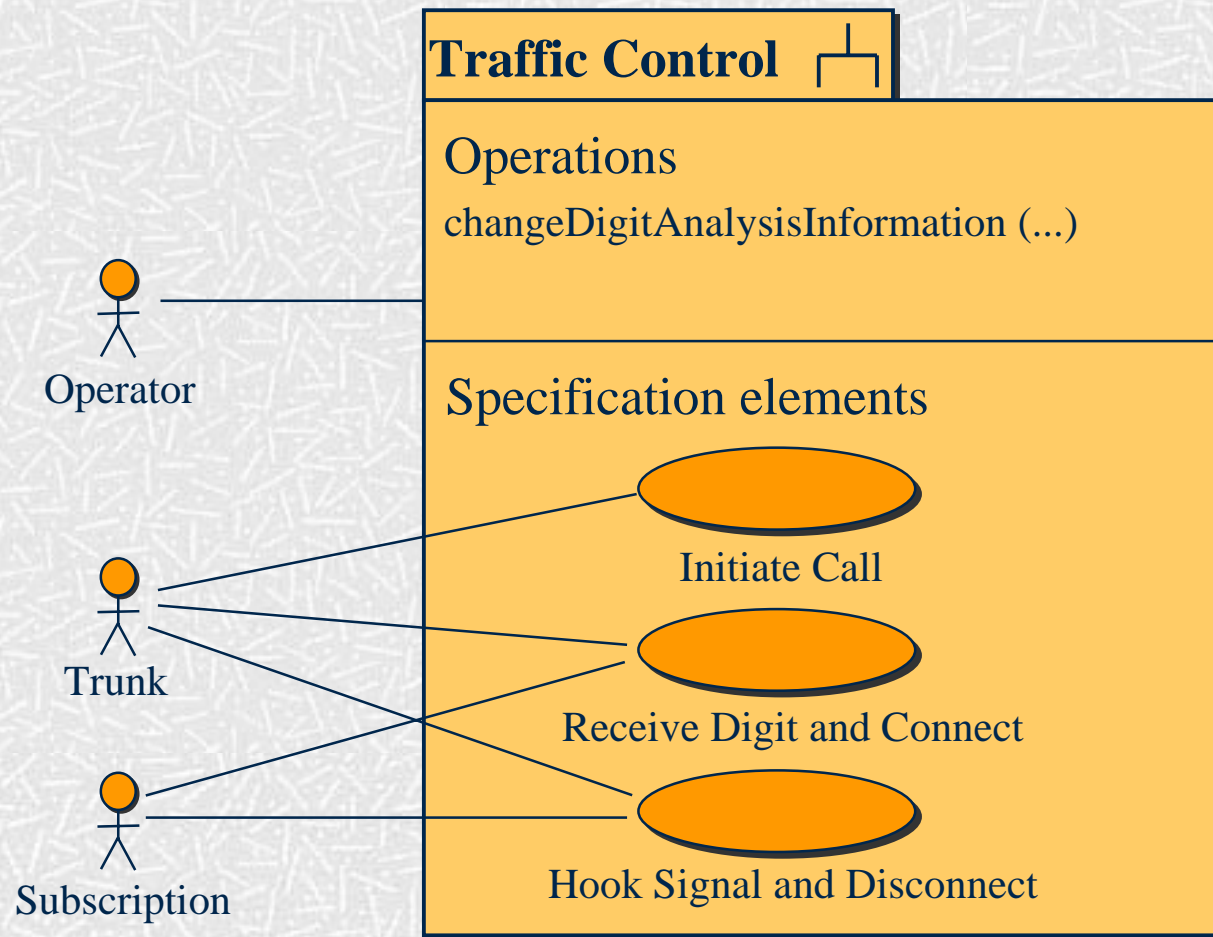 Traffic Control
Operations
changeDigitAnalysisInformation (...)
Operator
Specification elements
Initiate Call
Trunk
Receive Digit and Connect
Hook Signal and Disconnect
Subscription